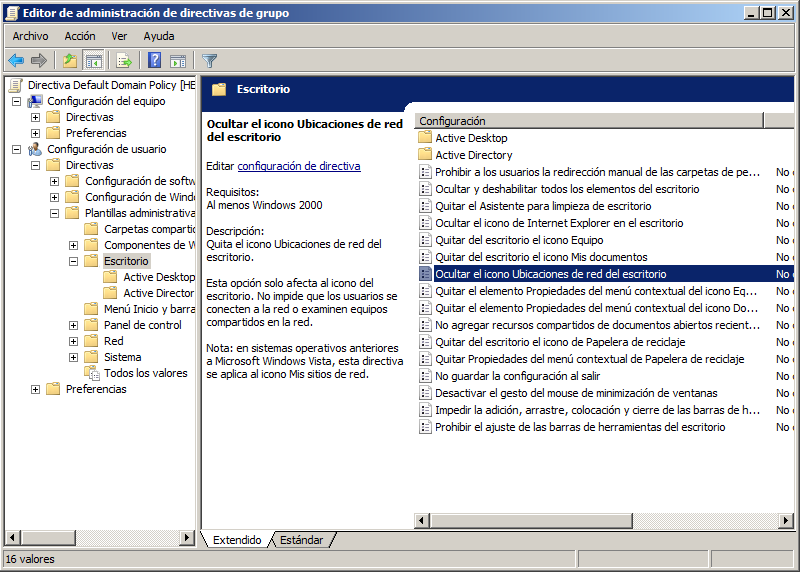 Editor de administración de directivas de grupo
Archivo Acción Ver Ayuda
Directiva Default Domain Policy [HE
Configuración del equipo
Directivas
Preferencias
Configuración de usuario
Directivas
Configuración de softw
Configuración de Windo
Plantillas administrativa
Carpetas compartic
Componentes de W
Escritorio
Active Desktop
Active Director
Menú Inicio y barra
Panel de control
Red
Sistema
Todos los valores
Preferencias
Escritorio
Ocultar el icono Ubicaciones de red
del escritorio
Editar configuración de directiva
Requisitos:
Al menos Windows 2000
Descripción:
Quita el icono Ubicaciones de red del
escritorio.
Esta opción solo afecta al icono del
escritorio. No impide que los usuarios se
conecten a la red o examinen equipos
compartidos en la red.
Nota: en sistemas operativos anteriores
a Microsoft Windows Vista, esta directiva
se aplica al icono Mis sitios de red.
Configuración
Active Desktop
Active Directory
Prohibir a los usuarios la redirección manual de las carpetas de pe... No c
Ocultar y deshabilitar todos los elementos del escritorio No c
Quitar el Asistente para limpieza de escritorio No c
Ocultar el icono de Internet Explorer en el escritorio No c
Quitar del escritorio el icono Equipo No c
Quitar del escritorio el icono Mis documentos No c
Ocultar el icono Ubicaciones de red del escritorio No c
Quitar el elemento Propiedades del menú contextual del icono Eq... No c
Quitar el elemento Propiedades del menú contextual del icono Do... No c
No agregar recursos compartidos de documentos abiertos recient... No c
Quitar del escritorio el icono de Papelera de reciclaje No c
Quitar Propiedades del menú contextual de Papelera de reciclaje No c
No guardar la configuración al salir No c
Desactivar el gesto del mouse de minimización de ventanas No c
Impedir la adición, arrastre, colocación y cierre de las barras de h... No c
Prohibir el ajuste de las barras de herramientas del escritorio No c
Extendido Estándar
16 valores